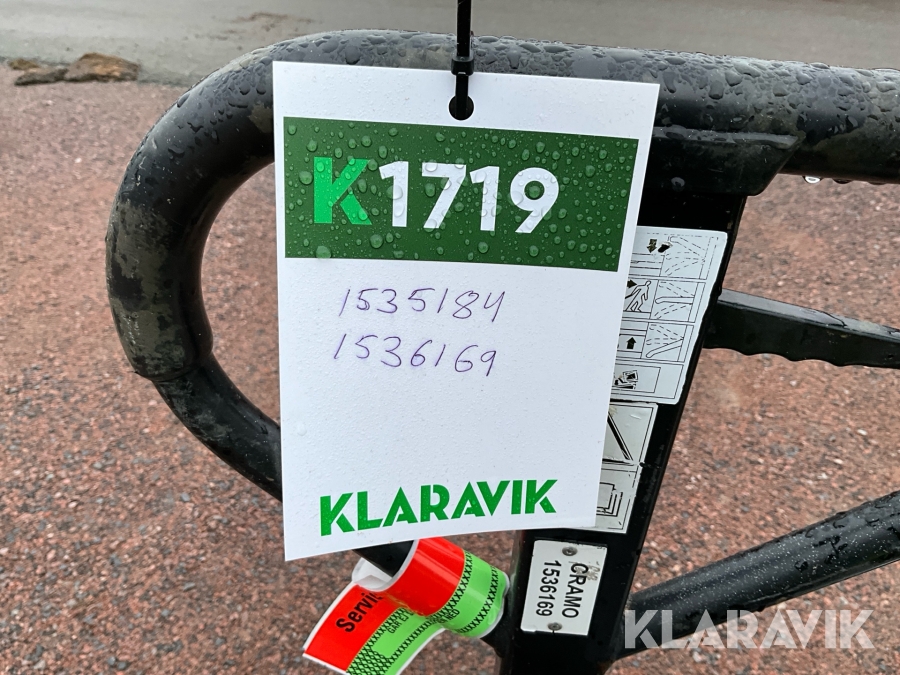 K1719
1535184
1536169
KLARAVIK
CRAMO
1536169
Servi
KLARAVIK